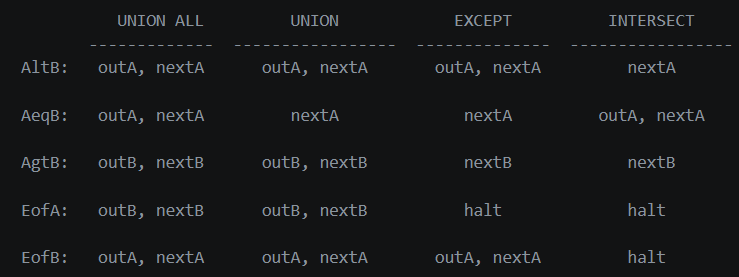 UNION ALL UNION EXCEPT INTERSECT
------------- ----------------- -------------- -----------------
AltB: outA, nextA outA, nextA outA, nextA nextA
AeqB: outA, nextA nextA nextA outA, nextA
AgtB: outB, nextB outB, nextB nextB nextB
EofA: outB, nextB outB, nextB halt halt
EofB: outA, nextA outA, nextA outA, nextA halt